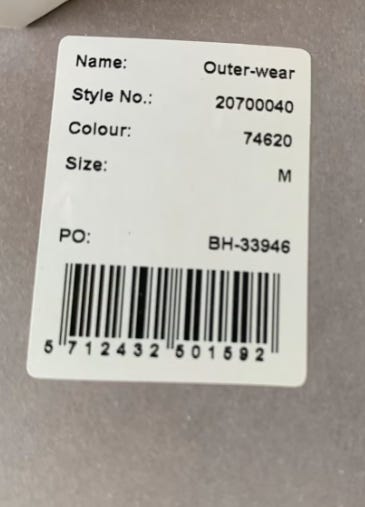 Name: Outer-wear
Style No.: 20700040
Colour: 74620
Size: M
PO: BH-33946
5 712432 501592